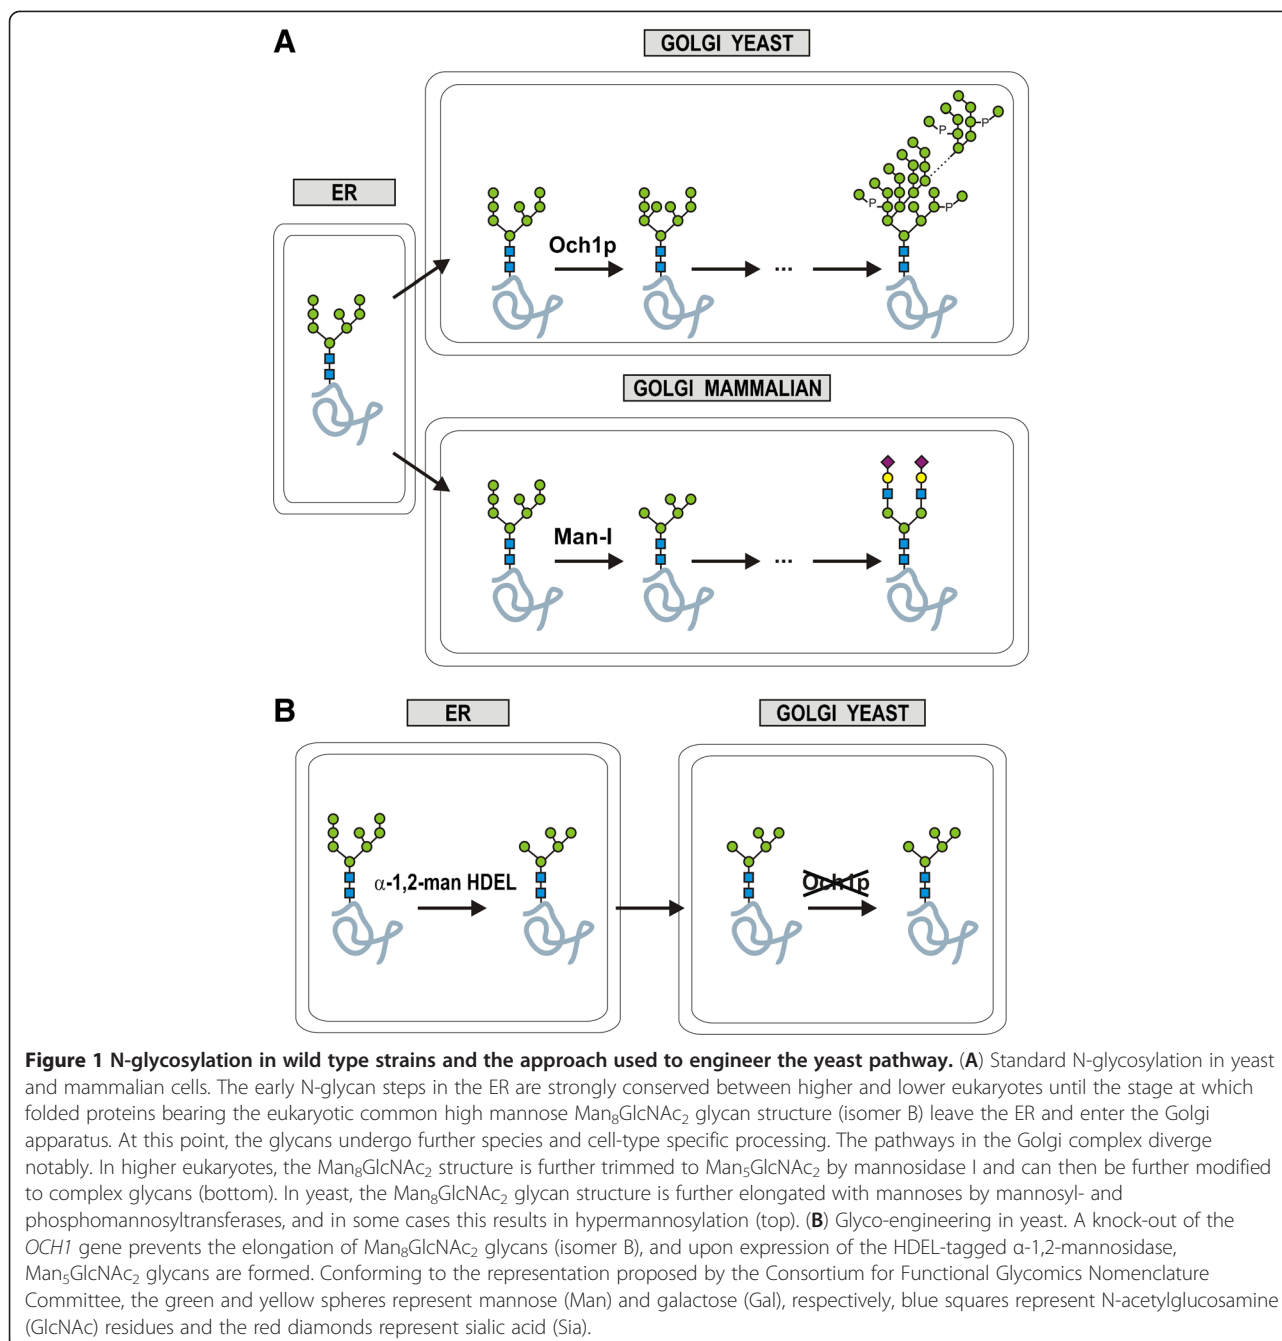 A
GOLGI YEAST
P
P
ER
P
P
Och1p
...
GOLGI MAMMALIAN
Man-I
...
B
ER
GOLGI YEAST
α-1,2-man HDEL
Och1p
Figure 1 N-glycosylation in wild type strains and the approach used to engineer the yeast pathway. (A) Standard N-glycosylation in yeast
and mammalian cells. The early N-glycan steps in the ER are strongly conserved between higher and lower eukaryotes until the stage at which
folded proteins bearing the eukaryotic common high mannose Man₈GlcNAc₂ glycan structure (isomer B) leave the ER and enter the Golgi
apparatus. At this point, the glycans undergo further species and cell-type specific processing. The pathways in the Golgi complex diverge
notably. In higher eukaryotes, the Man₈GlcNAc₂ structure is further trimmed to Man₅GlcNAc₂ by mannosidase I and can then be further modified
to complex glycans (bottom). In yeast, the Man₈GlcNAc₂ glycan structure is further elongated with mannoses by mannosyl- and
phosphomannosyltransferases, and in some cases this results in hypermannosylation (top). (B) Glyco-engineering in yeast. A knock-out of the
OCH1 gene prevents the elongation of Man₈GlcNAc₂ glycans (isomer B), and upon expression of the HDEL-tagged α-1,2-mannosidase,
Man₅GlcNAc₂ glycans are formed. Conforming to the representation proposed by the Consortium for Functional Glycomics Nomenclature
Committee, the green and yellow spheres represent mannose (Man) and galactose (Gal), respectively, blue squares represent N-acetylglucosamine
(GlcNAc) residues and the red diamonds represent sialic acid (Sia).